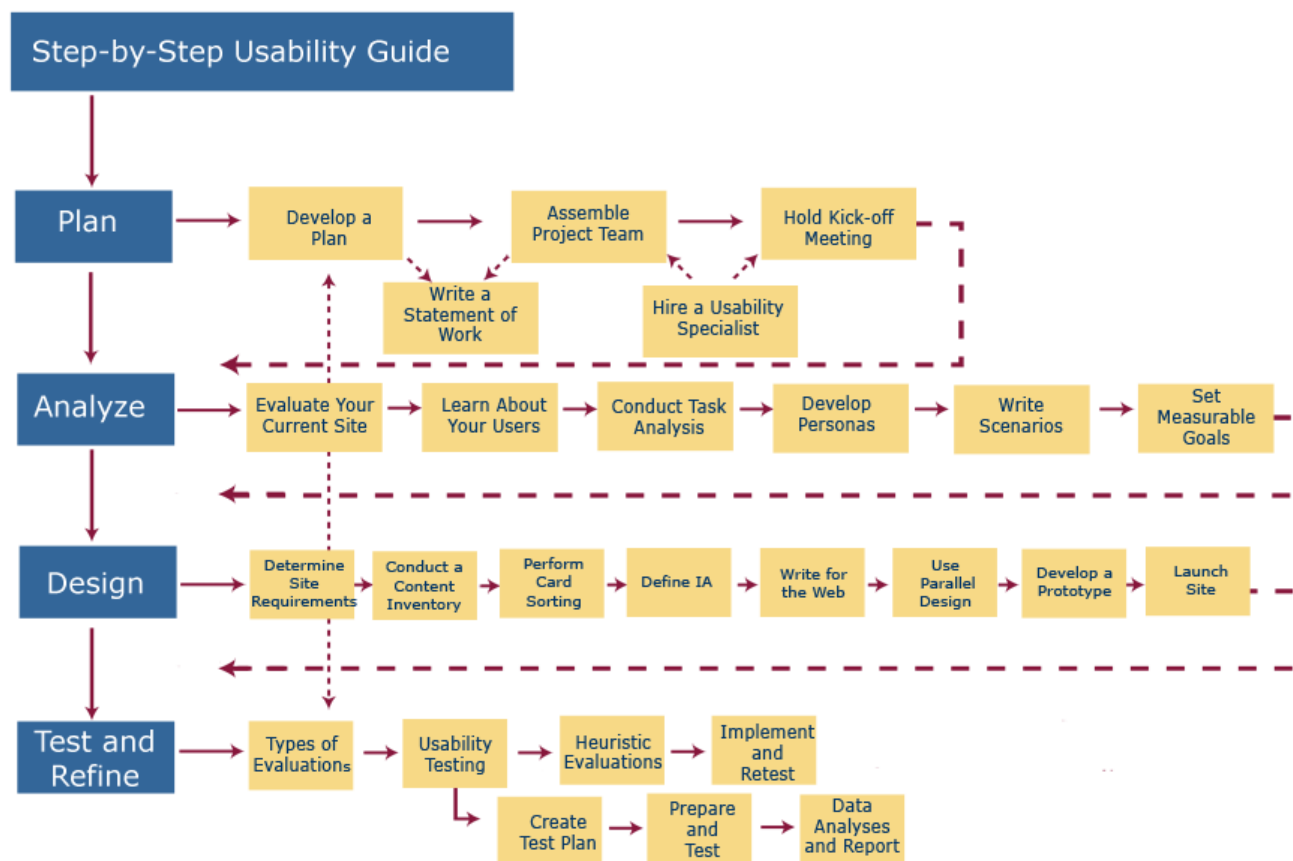 Step-by-Step Usability Guide
Plan
Develop a
Plan
Assemble
Project Team
Hold Kick-off
Meeting
Write a
Statement of
Work
Hire a Usability
Specialist
Analyze
Evaluate Your
Current Site
Learn About
Your Users
Conduct Task
Analysis
Develop
Personas
Write
Scenarios
Set
Measurable
Goals
Design
Determine
Site
Requirements
Conduct a
Content
Inventory
Perform
Card
Sorting
Define IA
Write for
the Web
Use
Parallel
Design
Develop a
Prototype
Launch
Site
Test and
Refine
Types of
Evaluations
Usability
Testing
Heuristic
Evaluations
Implement
and
Retest
Create
Test Plan
Prepare
and
Test
Data
Analyses
and Report